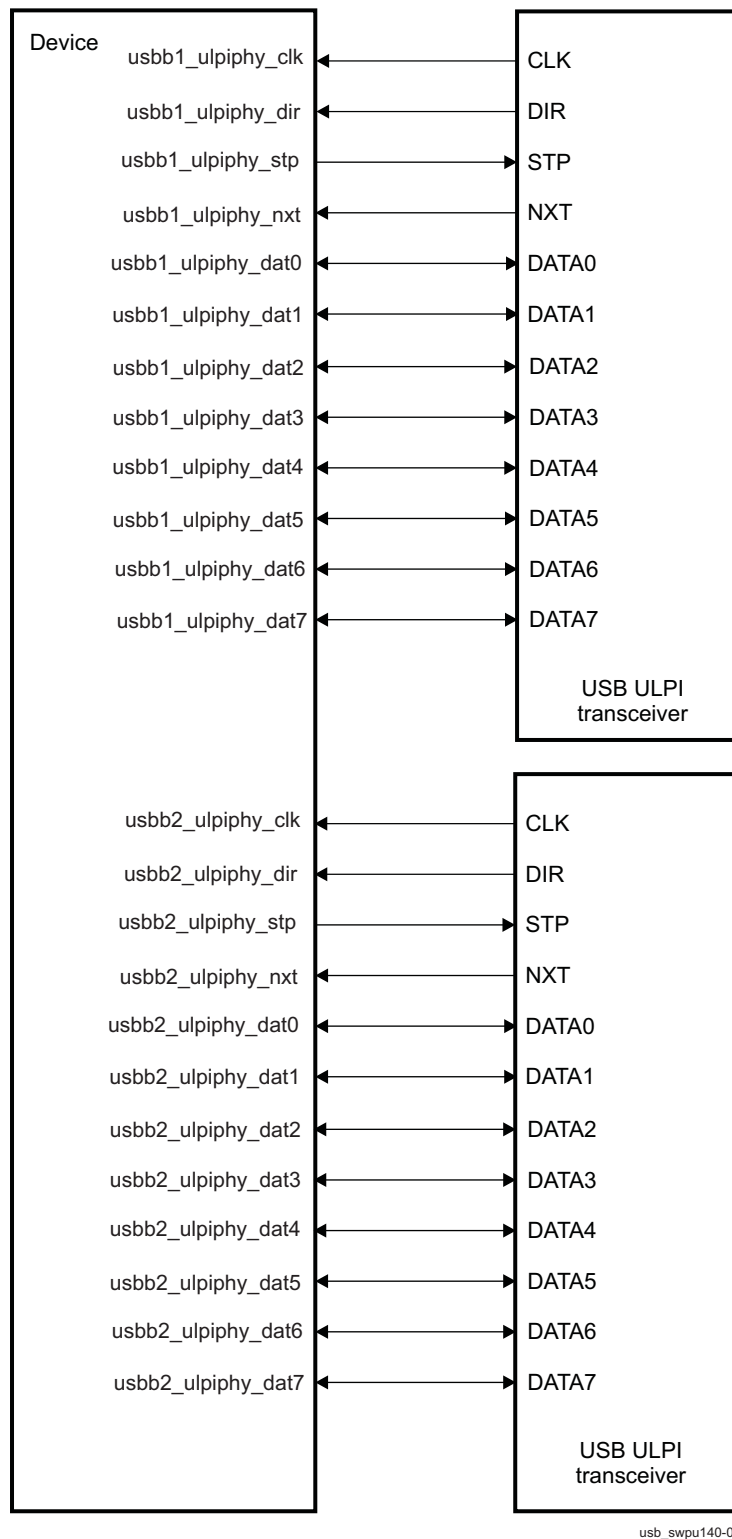 Device
usbb1_ulpiphy_clk CLK
usbb1_ulpiphy_dir DIR
usbb1_ulpiphy_stp STP
usbb1_ulpiphy_nxt NXT
usbb1_ulpiphy_dat0 DATA0
usbb1_ulpiphy_dat1 DATA1
usbb1_ulpiphy_dat2 DATA2
usbb1_ulpiphy_dat3 DATA3
usbb1_ulpiphy_dat4 DATA4
usbb1_ulpiphy_dat5 DATA5
usbb1_ulpiphy_dat6 DATA6
usbb1_ulpiphy_dat7 DATA7
USB ULPI
transceiver
usbb2_ulpiphy_clk CLK
usbb2_ulpiphy_dir DIR
usbb2_ulpiphy_stp STP
usbb2_ulpiphy_nxt NXT
usbb2_ulpiphy_dat0 DATA0
usbb2_ulpiphy_dat1 DATA1
usbb2_ulpiphy_dat2 DATA2
usbb2_ulpiphy_dat3 DATA3
usbb2_ulpiphy_dat4 DATA4
usbb2_ulpiphy_dat5 DATA5
usbb2_ulpiphy_dat6 DATA6
usbb2_ulpiphy_dat7 DATA7
USB ULPI
transceiver